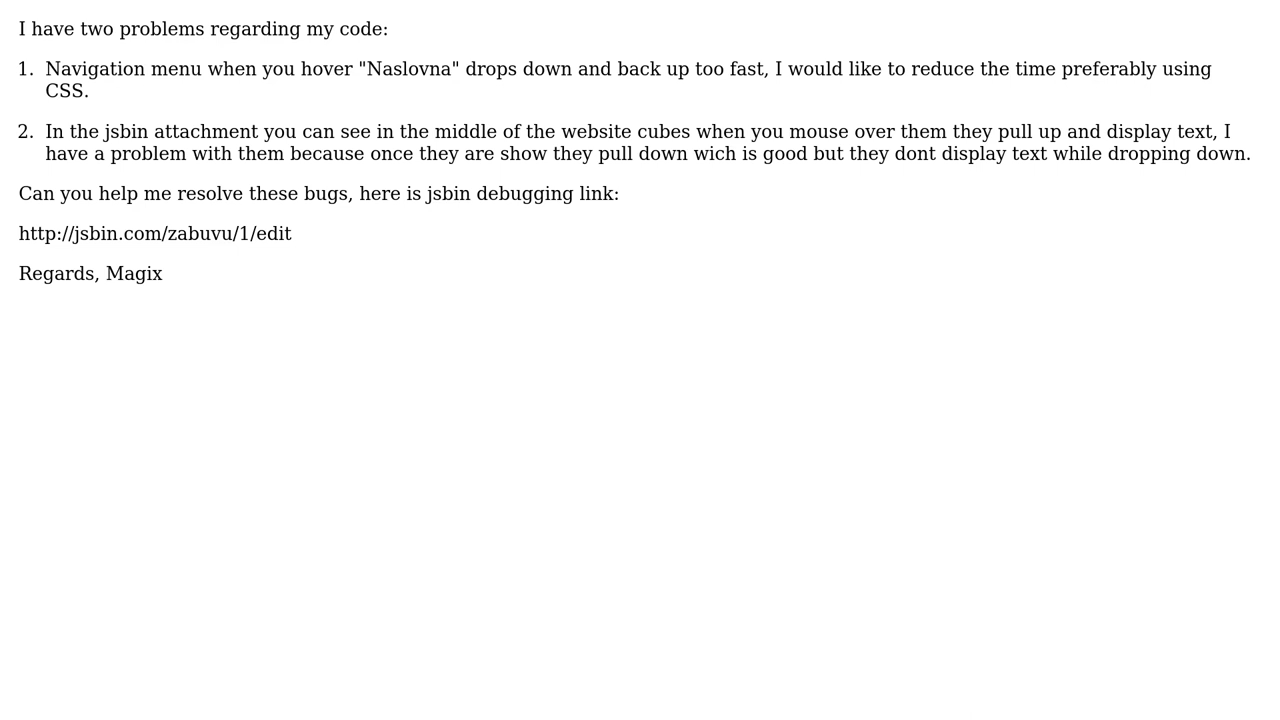 I have two problems regarding my code:
1. Navigation menu when you hover "Naslovna" drops down and back up too fast, I would like to reduce the time preferably using
CSS.
2. In the jsbin attachment you can see in the middle of the website cubes when you mouse over them they pull up and display text, I
have a problem with them because once they are show they pull down wich is good but they dont display text while dropping down.
Can you help me resolve these bugs, here is jsbin debugging link:
http://jsbin.com/zabuvu/1/edit
Regards, Magix